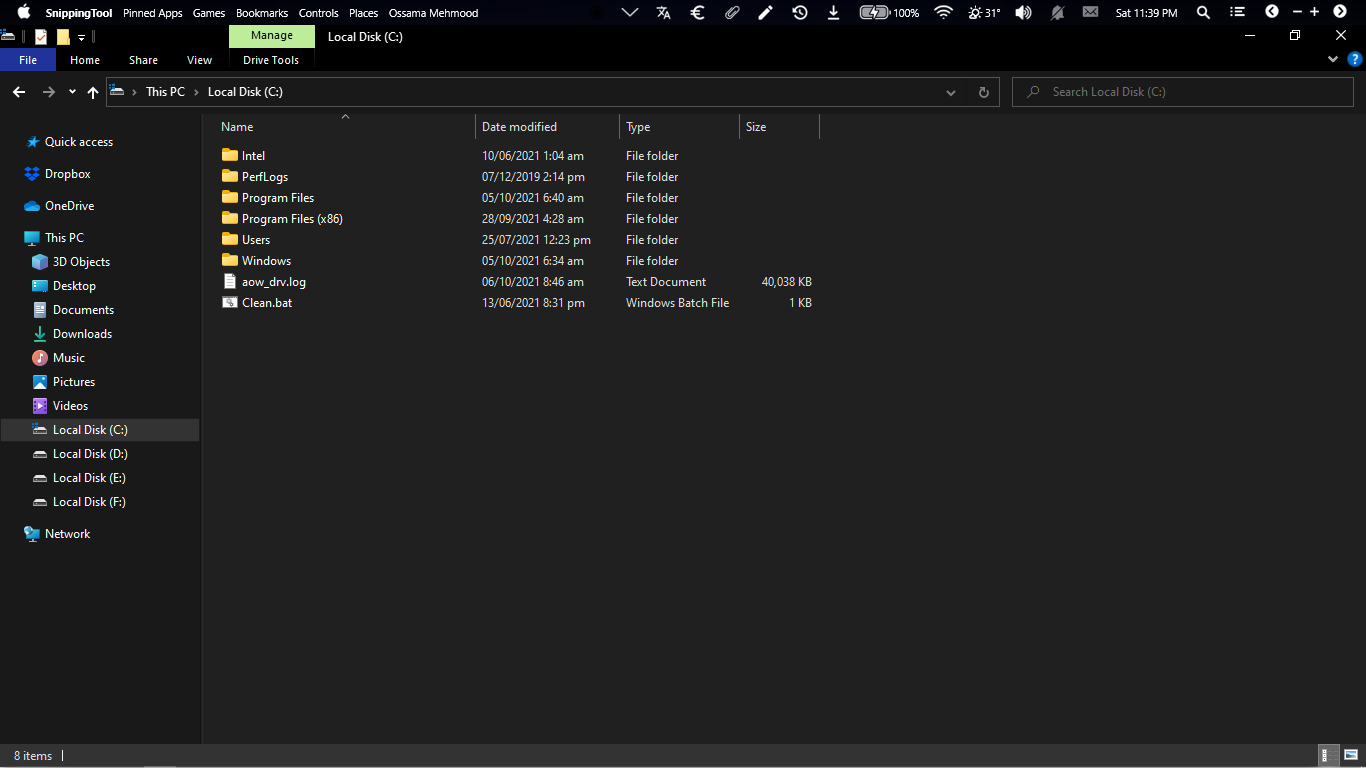 SnippingTool Pinned Apps Games Bookmarks Controls Places Ossama Mehmood 100% 31° Sat 11:39 PM
Manage Local Disk (C:)
File Home Share View Drive Tools
This PC Local Disk (C:) Search Local Disk (C:)
Name Date modified Type Size
Quick access
Dropbox
OneDrive
This PC
3D Objects
Desktop
Documents
Downloads
Music
Pictures
Videos
Local Disk (C:)
Local Disk (D:)
Local Disk (E:)
Local Disk (F:)
Network
Intel 10/06/2021 1:04 am File folder
PerfLogs 07/12/2019 2:14 pm File folder
Program Files 05/10/2021 6:40 am File folder
Program Files (x86) 28/09/2021 4:28 am File folder
Users 25/07/2021 12:23 pm File folder
Windows 05/10/2021 6:34 am File folder
aow_drv.log 06/10/2021 8:46 am Text Document 40,038 KB
Clean.bat 13/06/2021 8:31 pm Windows Batch File 1 KB
8 items